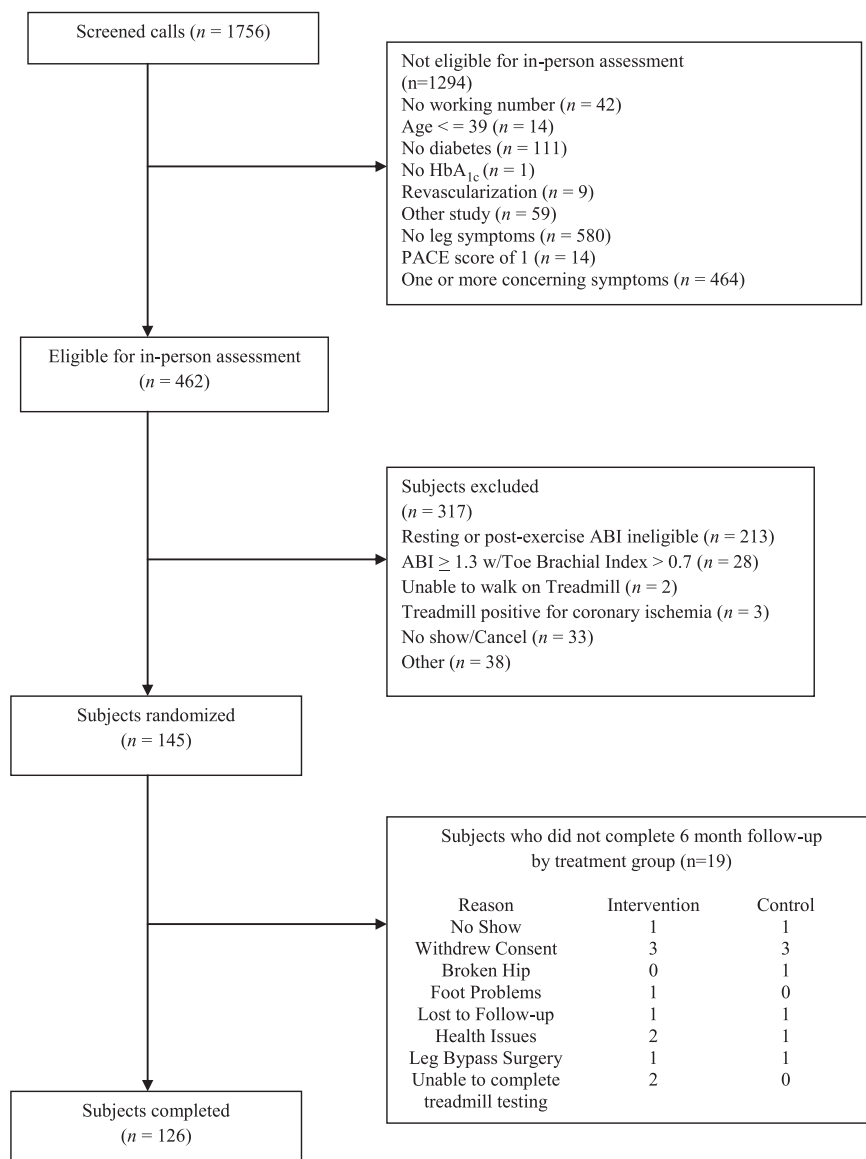 Screened calls (n = 1756)
Not eligible for in-person assessment
(n=1294)
No working number (n = 42)
Age < = 39 (n = 14)
No diabetes (n = 111)
No HbA1c (n = 1)
Revascularization (n = 9)
Other study (n = 59)
No leg symptoms (n = 580)
PACE score of 1 (n = 14)
One or more concerning symptoms (n = 464)
Eligible for in-person assessment
(n = 462)
Subjects excluded
(n = 317)
Resting or post-exercise ABI ineligible (n = 213)
ABI ≥ 1.3 w/Toe Brachial Index > 0.7 (n = 28)
Unable to walk on Treadmill (n = 2)
Treadmill positive for coronary ischemia (n = 3)
No show/Cancel (n = 33)
Other (n = 38)
Subjects randomized
(n = 145)
Subjects who did not complete 6 month follow-up
by treatment group (n=19)
Reason Intervention Control
No Show 1 1
Withdrew Consent 3 3
Broken Hip 0 1
Foot Problems 1 0
Lost to Follow-up 1 1
Health Issues 2 1
Leg Bypass Surgery 1 1
Unable to complete 2 0
treadmill testing
Subjects completed
(n = 126)